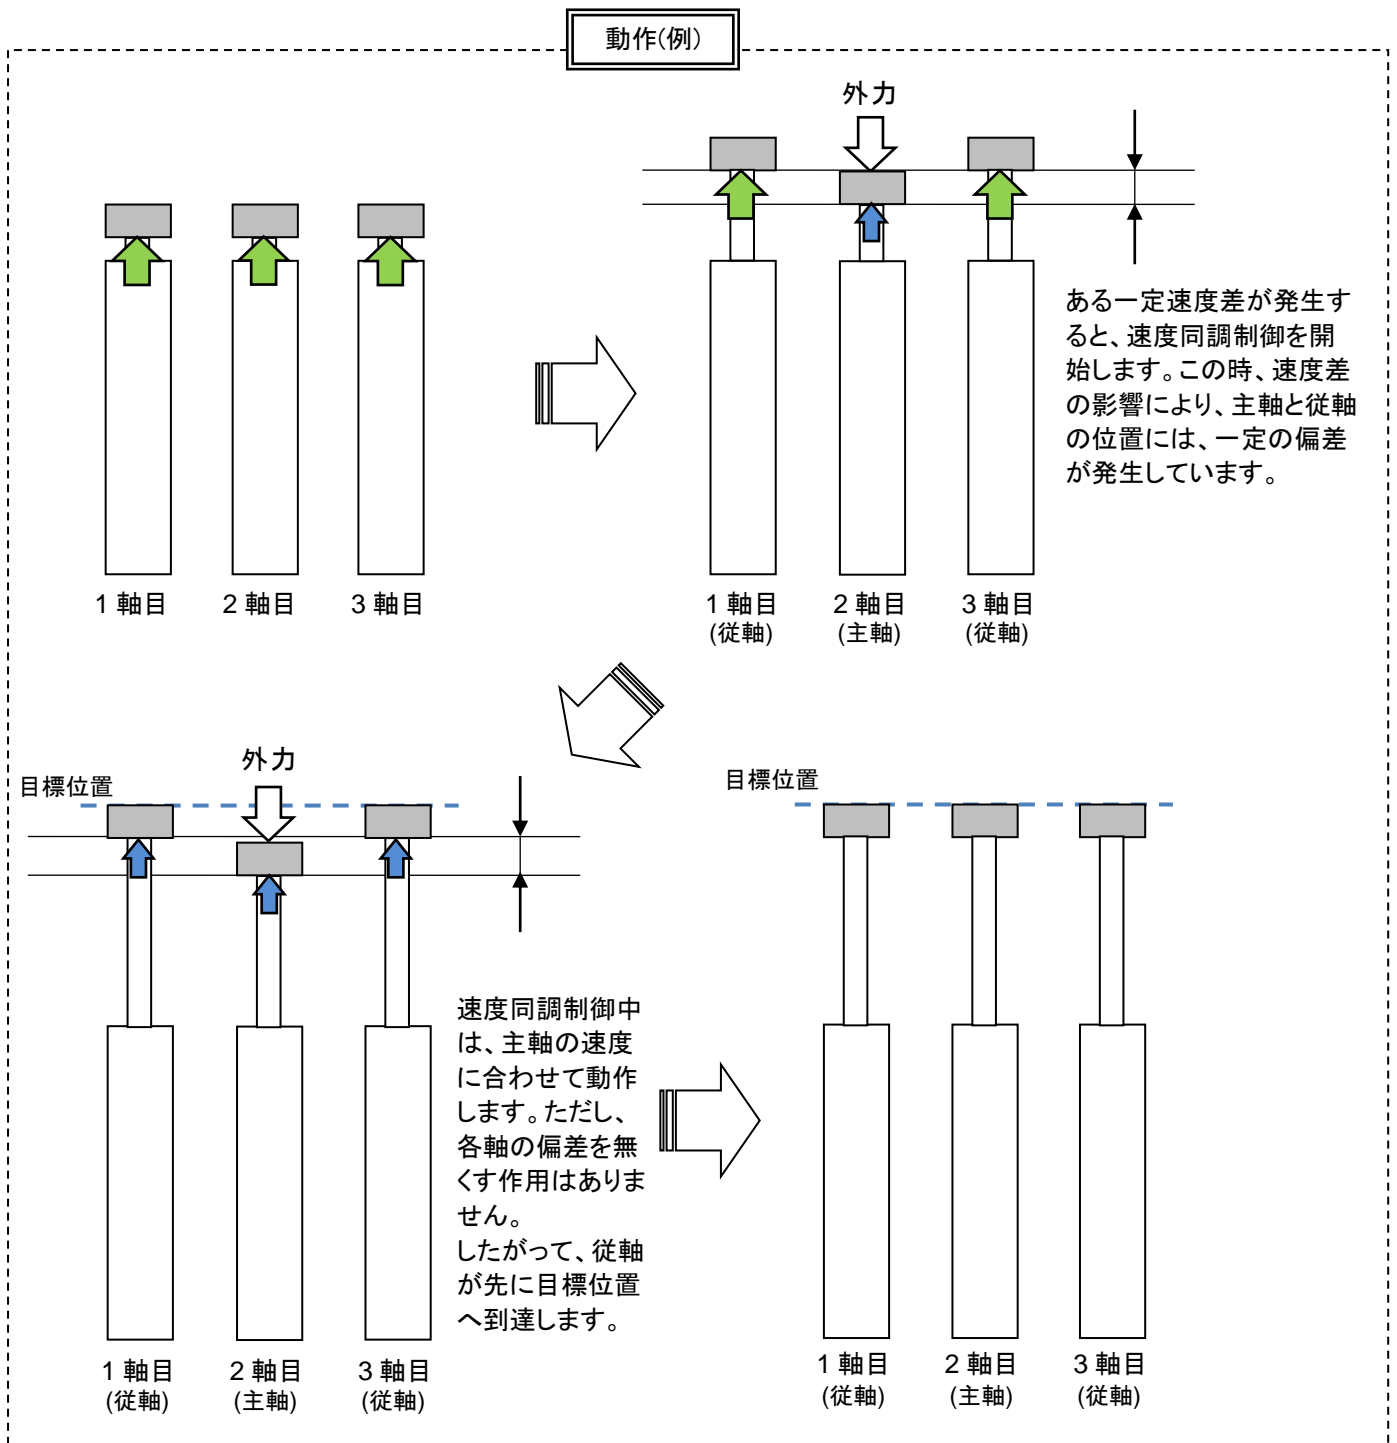 動作(例)
1 軸目
2 軸目
3 軸目
外力
1 軸目
(従軸)
2 軸目
(主軸)
3 軸目
(従軸)
ある一定速度差が発生す
ると、速度同調制御を開
始します。この時、速度差
の影響により、主軸と従軸
の位置には、一定の偏差
が発生しています。
目標位置
外力
1 軸目
(従軸)
2 軸目
(主軸)
3 軸目
(従軸)
速度同調制御中
は、主軸の速度
に合わせて動作
します。ただし、
各軸の偏差を無
くす作用はありま
せん。
したがって、従軸
が先に目標位置
へ到達します。
目標位置
1 軸目
(従軸)
2 軸目
(主軸)
3 軸目
(従軸)